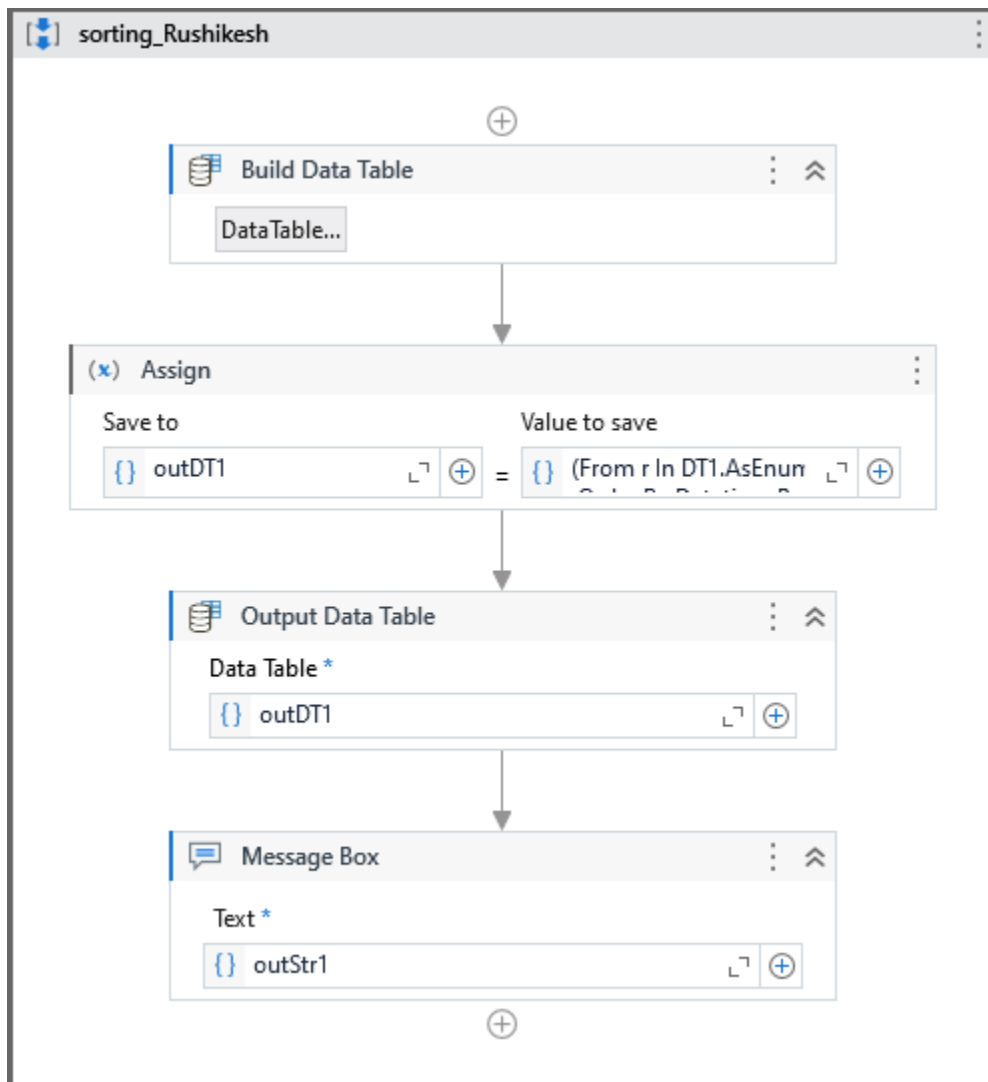 sorting_Rushikesh
Build Data Table
DataTable...
(x) Assign
Save to
Value to save
{} outDT1
=
{} (From r In DT1.AsEnum
Output Data Table
Data Table *
{} outDT1
Message Box
Text *
{} outStr1